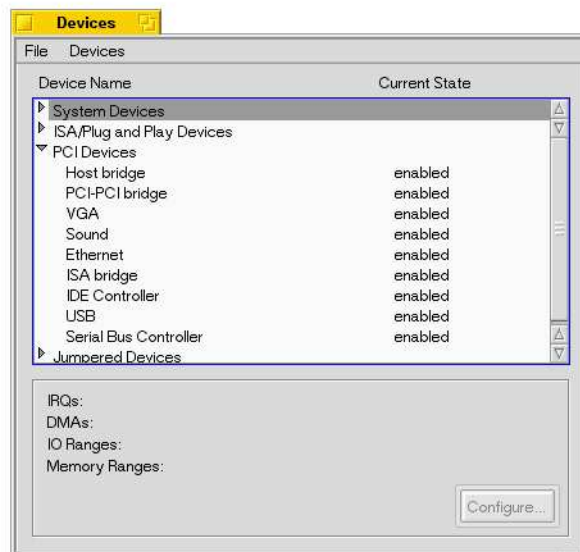 Devices
File Devices
Device Name Current State
System Devices
ISA/Plug and Play Devices
PCI Devices
Host bridge enabled
PCI-PCI bridge enabled
VGA enabled
Sound enabled
Ethernet enabled
ISA bridge enabled
IDE Controller enabled
USB enabled
Serial Bus Controller enabled
Jumpered Devices
IRQs:
DMAs:
IO Ranges:
Memory Ranges:
Configure...